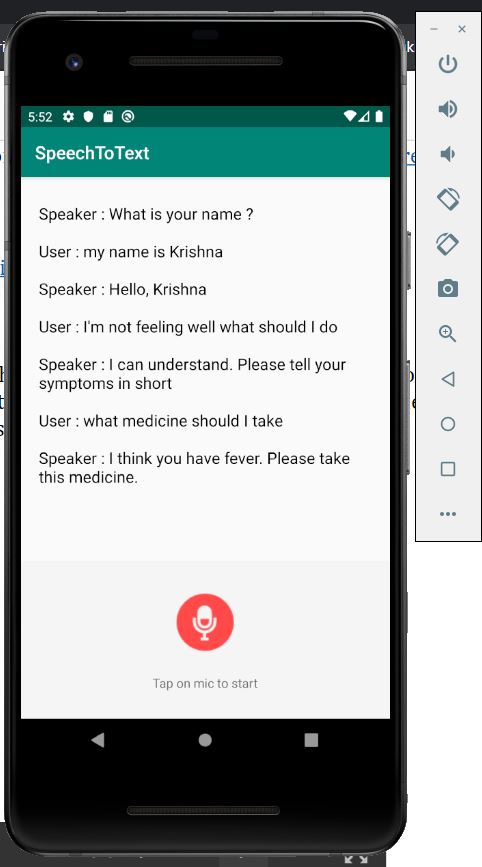 5:52
SpeechToText
Speaker : What is your name ?
User : my name is Krishna
Speaker : Hello, Krishna
User : I'm not feeling well what should I do
Speaker : I can understand. Please tell your
symptoms in short
User : what medicine should I take
Speaker : I think you have fever. Please take
this medicine.
Tap on mic to start